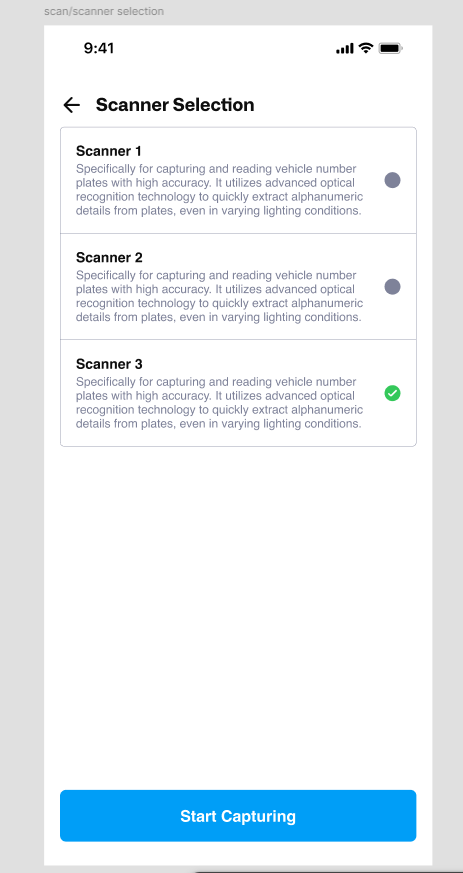 scan/scanner selection
9:41
Scanner Selection
Scanner 1
Specifically for capturing and reading vehicle number
plates with high accuracy. It utilizes advanced optical
recognition technology to quickly extract alphanumeric
details from plates, even in varying lighting conditions.
Scanner 2
Specifically for capturing and reading vehicle number
plates with high accuracy. It utilizes advanced optical
recognition technology to quickly extract alphanumeric
details from plates, even in varying lighting conditions.
Scanner 3
Specifically for capturing and reading vehicle number
plates with high accuracy. It utilizes advanced optical
recognition technology to quickly extract alphanumeric
details from plates, even in varying lighting conditions.
Start Capturing